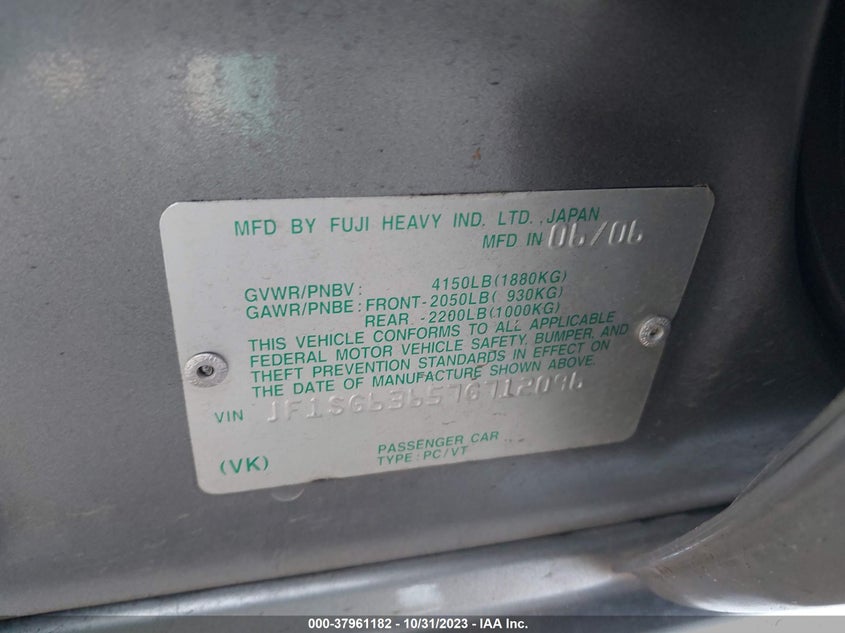 MFD BY FUJI HEAVY IND. LTD. , JAPAN
MFD IN 06/06
GVWR/PNBV : 4150LB(1880KG)
GAWR/PNBE : FRONT-2050LB( 930KG)
REAR -2200LB(1000KG)
THIS VEHICLE CONFORMS TO ALL APPLICABLE
FEDERAL MOTOR VEHICLE SAFETY, BUMPER, AND
THEFT PREVENTION STANDARDS IN EFFECT ON
THE DATE OF MANUFACTURE SHOWN ABOVE.
VIN JF1SG63657G712096
PASSENGER CAR
(VK) TYPE : PC/VT
000-37961182 - 10/31/2023 - IAA Inc.